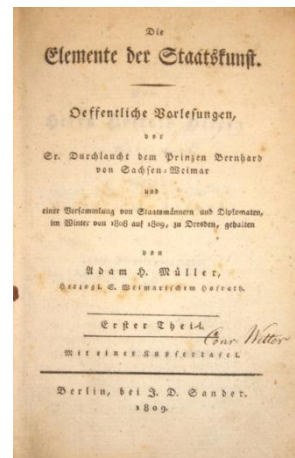 Die
Elemente der Staatskunst.
Oeffentliche Vorlesungen,
vor
Sr. Durchlaucht dem Prinzen Bernhard
von Sachsen-Weimar
und
einer Versammlung von Staatsmännern und Diplomaten,
im Winter von 1808 auf 1809, zu Dresden, gehalten
von
Adam H. Müller,
Herzogl. S. Weimarischem Hofrath.
Erster Theil.
Mit einer Kupfertafel.
Berlin, bei J. D. Sander.
1809.